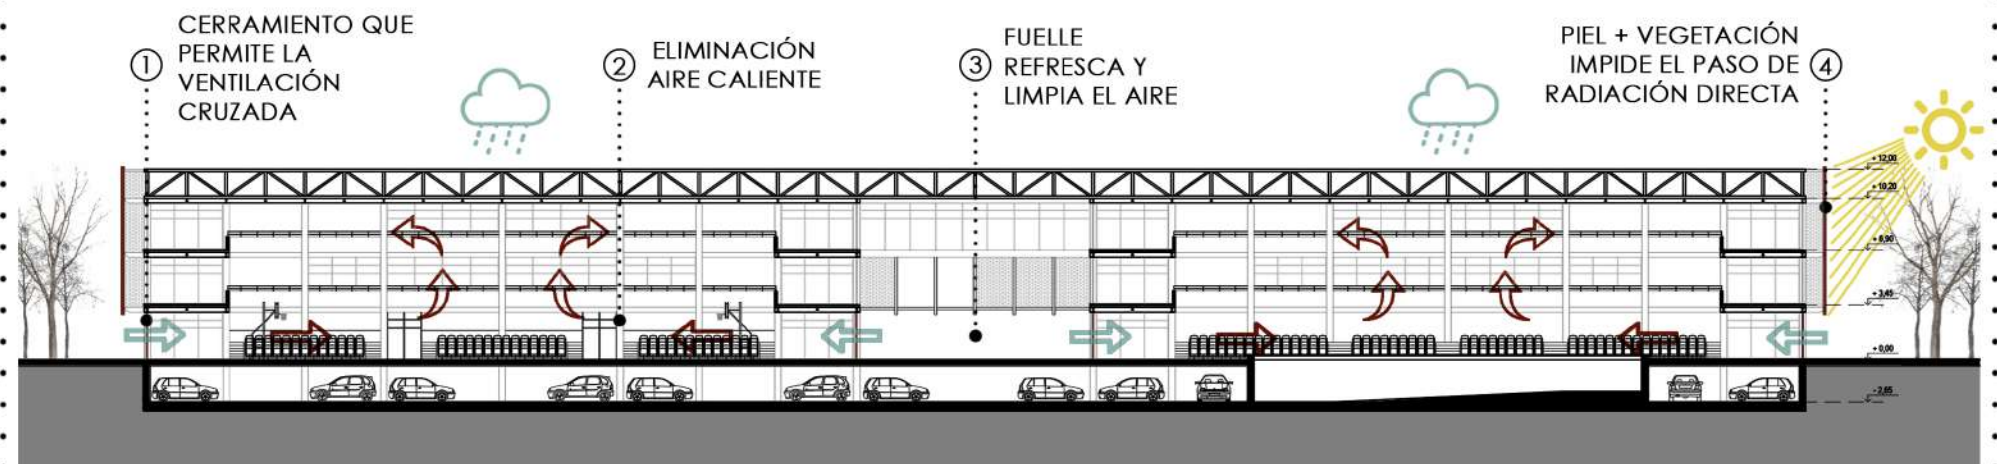 1
CERRAMIENTO QUE
PERMITE LA
VENTILACIÓN
CRUZADA
2
ELIMINACIÓN
AIRE CALIENTE
3
FUELLE
REFRESCA Y
LIMPIA EL AIRE
PIEL + VEGETACIÓN
IMPIDE EL PASO DE
RADIACIÓN DIRECTA
4
+ 12,00
+ 10,20
+ 6,90
+ 3,45
+ 0,00
- 2,65